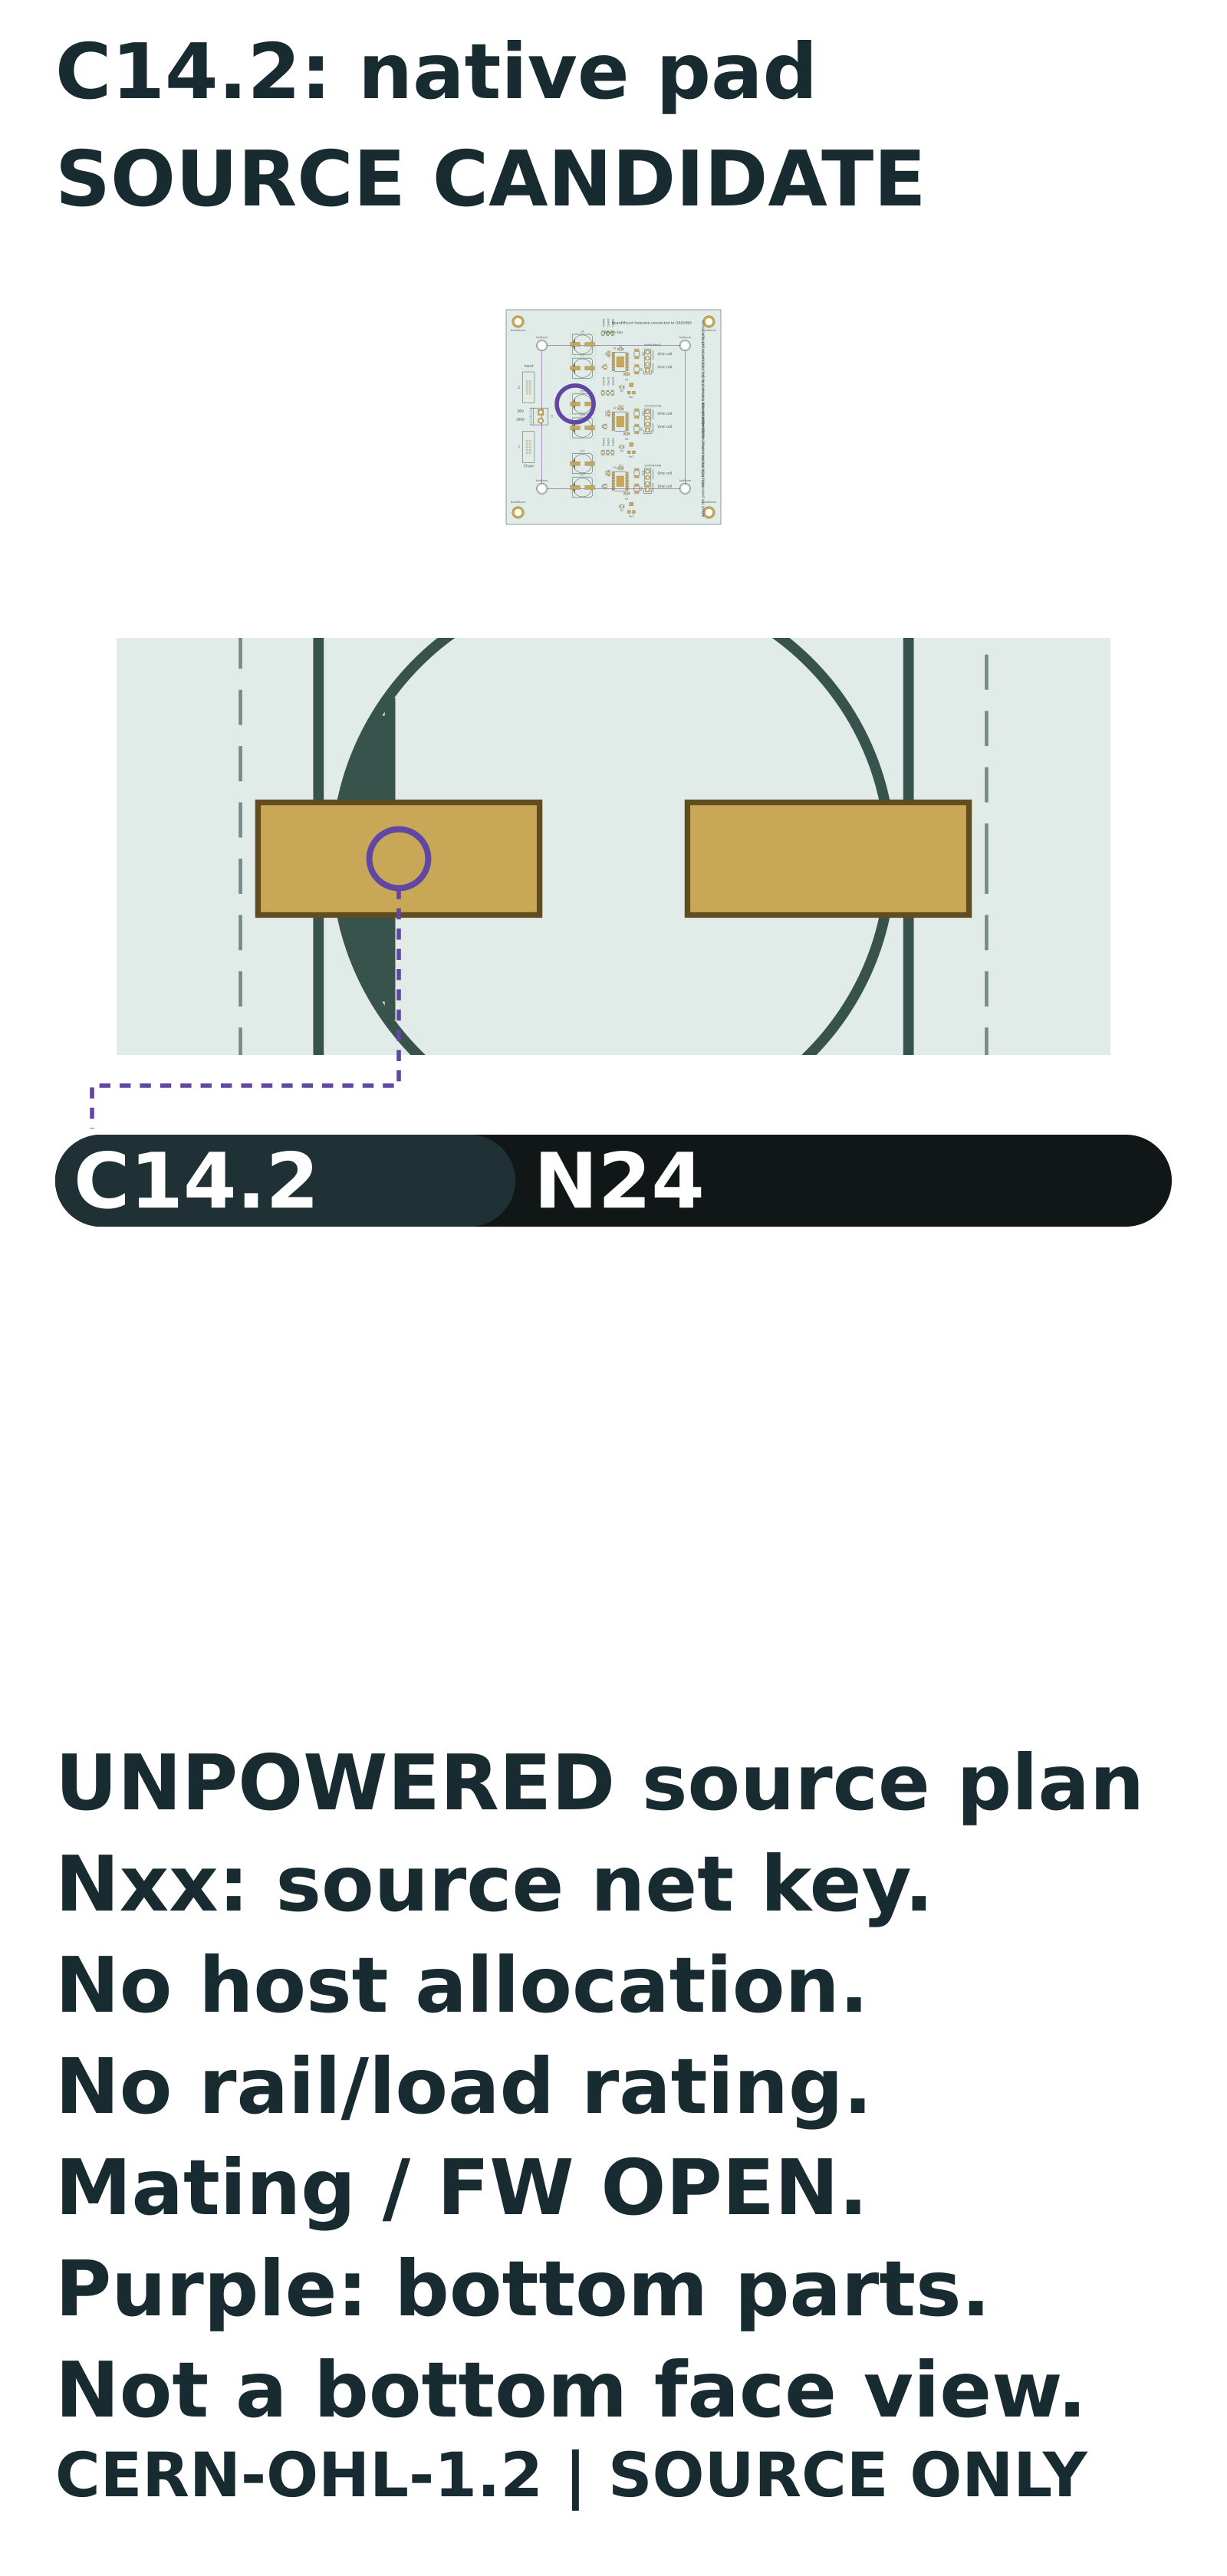 C14.2: native pad
SOURCE CANDIDATE
C14.2 N24
UNPOWERED source plan
Nxx: source net key.
No host allocation.
No rail/load rating.
Mating / FW OPEN.
Purple: bottom parts.
Not a bottom face view.
CERN-OHL-1.2 | SOURCE ONLY